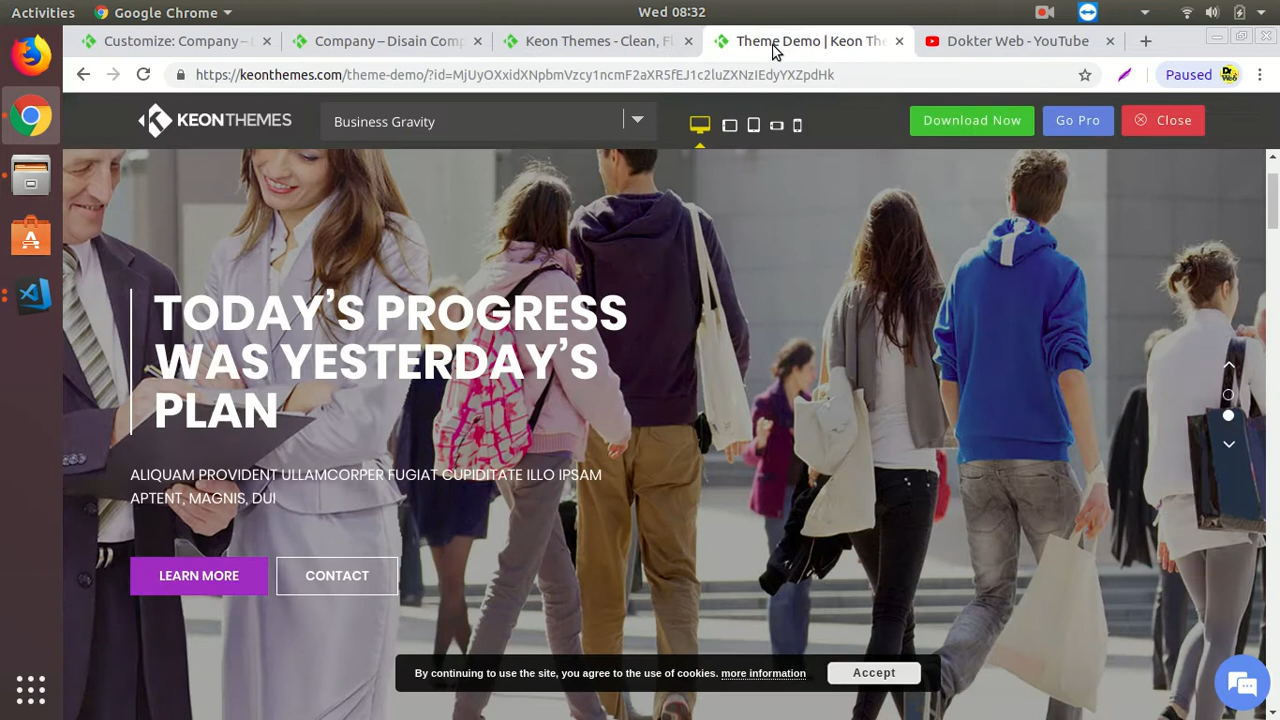 Activities
Google Chrome
Wed 08:32
Customize: Company –
Company – Disain Comp
Keon Themes - Clean, Fl
Theme Demo | Keon The
Dokter Web - YouTube
https://keonthemes.com/theme-demo/?id=MjUyOXxidXNpbmVzcy1ncmF2aXR5fEJ1c2luZXNzIEdyYXZpdHk
Paused
KEONTHEMES
Business Gravity
Download Now
Go Pro
Close
TODAY'S PROGRESS
WAS YESTERDAY'S
PLAN
ALIQUAM PROVIDENT ULLAMCORPER FUGIAT CUPIDITATE ILLO IPSAM
APTENT, MAGNIS, DUI
LEARN MORE
CONTACT
By continuing to use the site, you agree to the use of cookies. more information
Accept